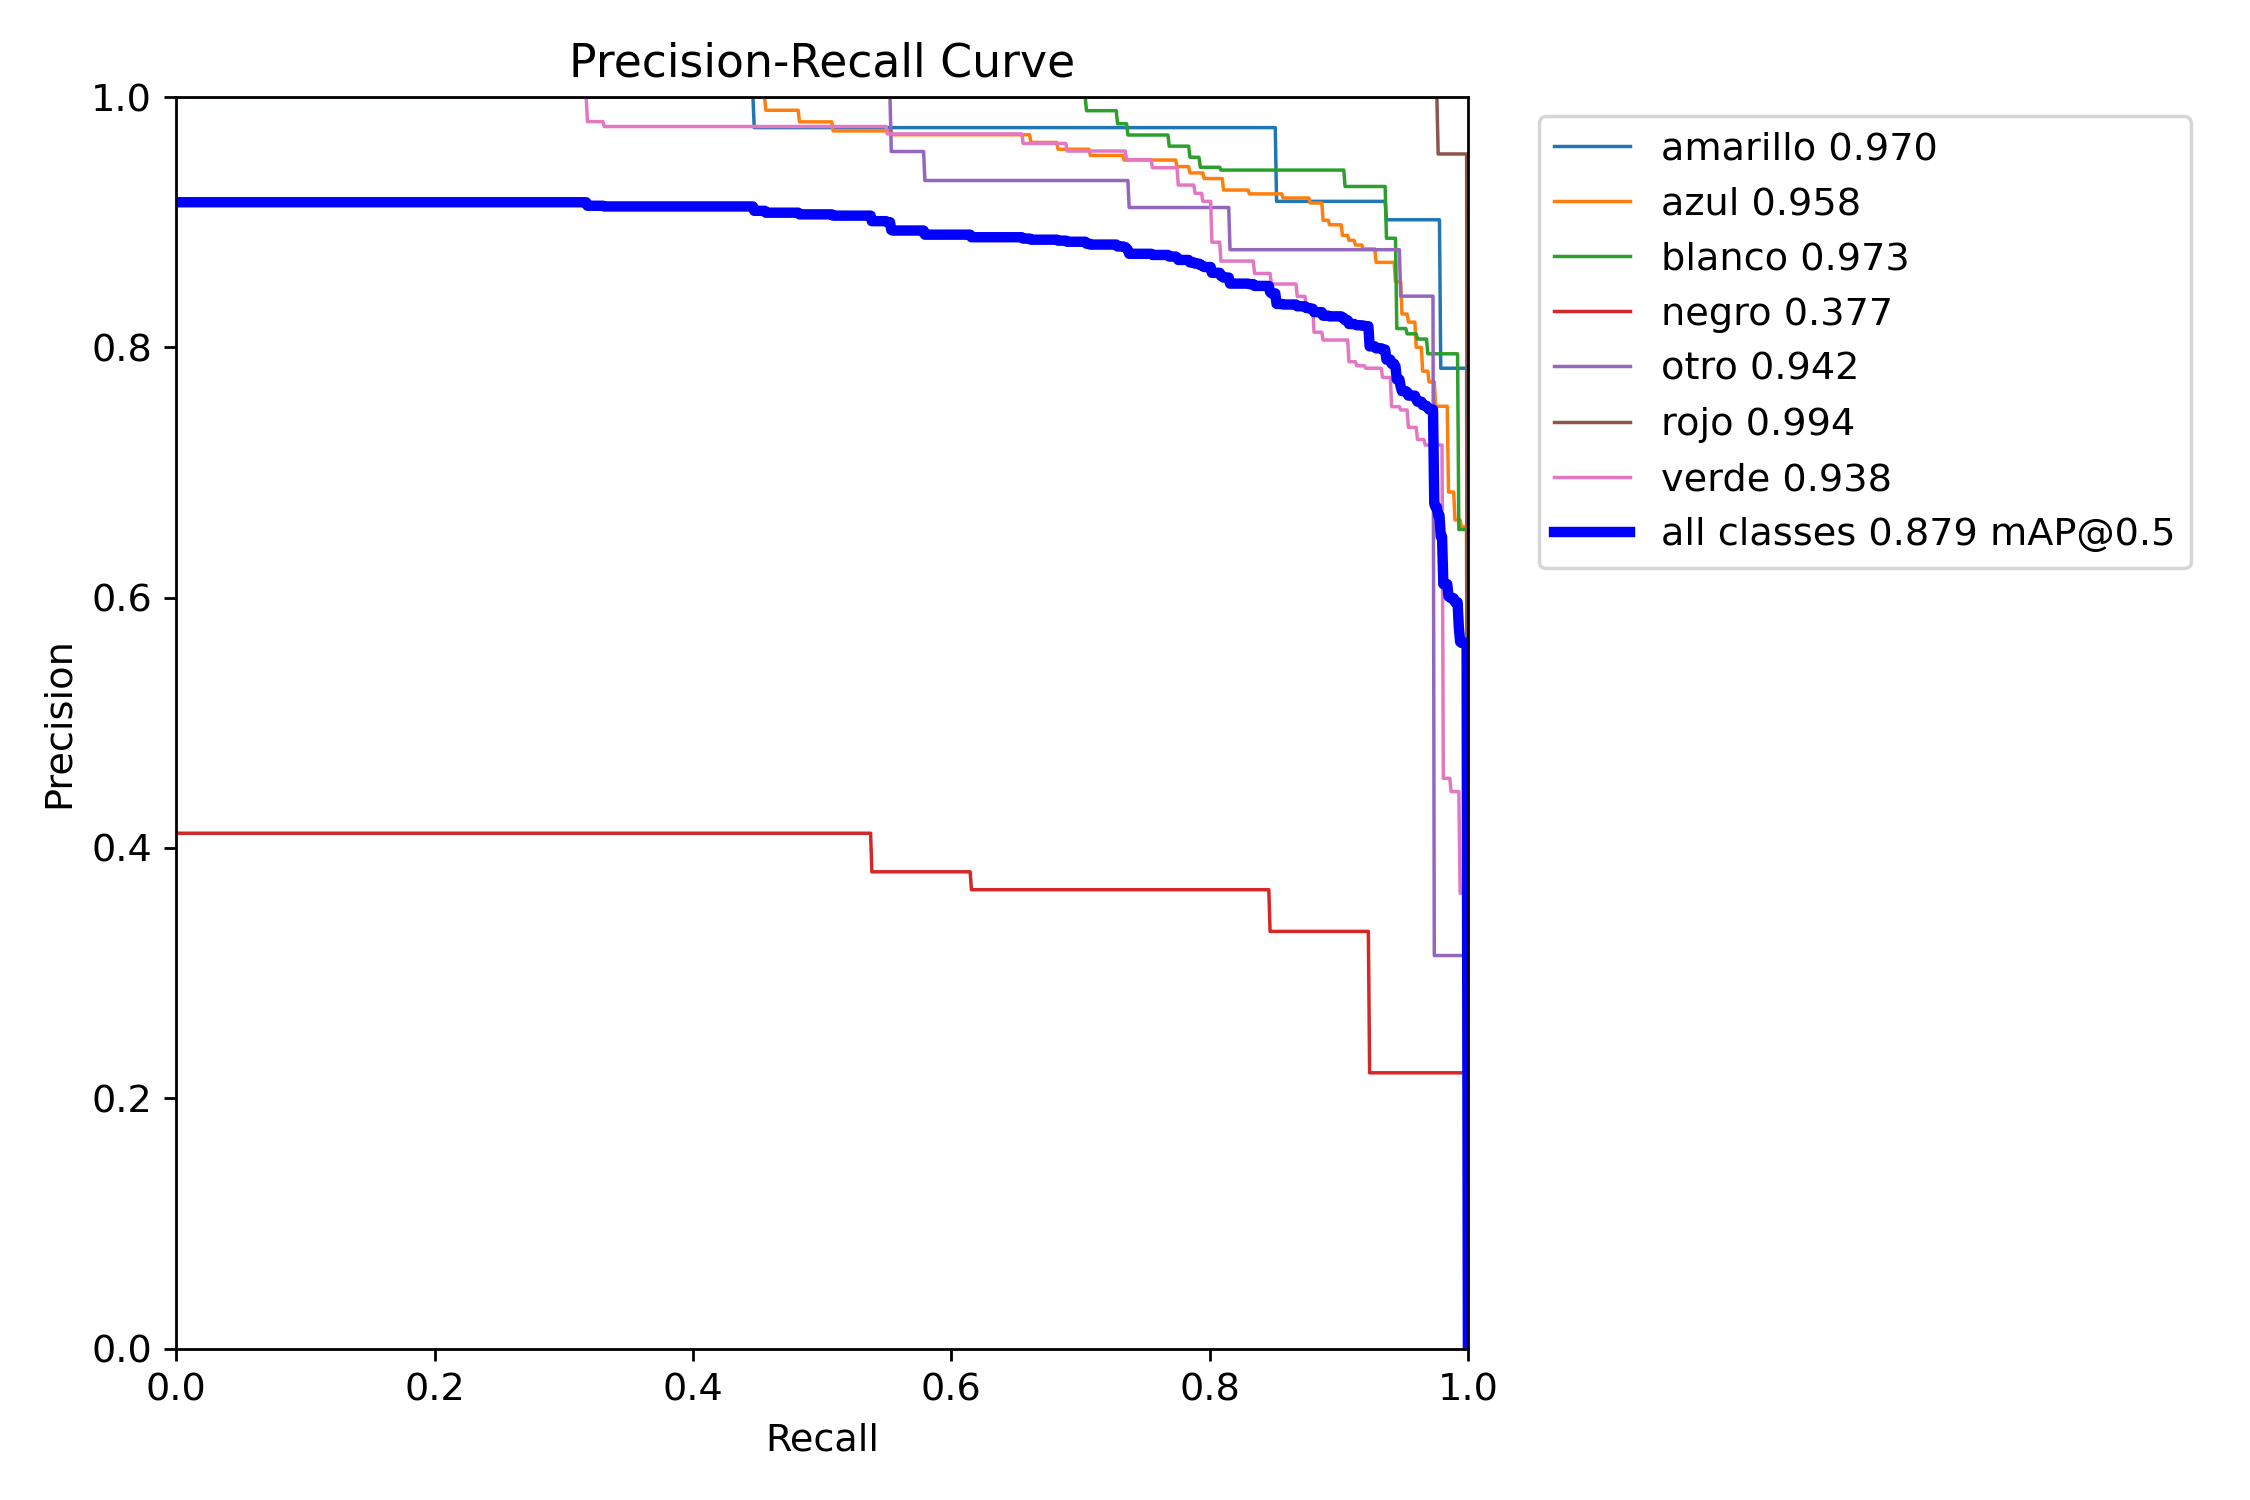 Precision-Recall Curve
1.0
0.8
0.6
0.4
0.2
0.0
Precision
0.0 0.2 0.4 0.6 0.8 1.0
Recall
amarillo 0.970
azul 0.958
blanco 0.973
negro 0.377
otro 0.942
rojo 0.994
verde 0.938
all classes 0.879 mAP@0.5